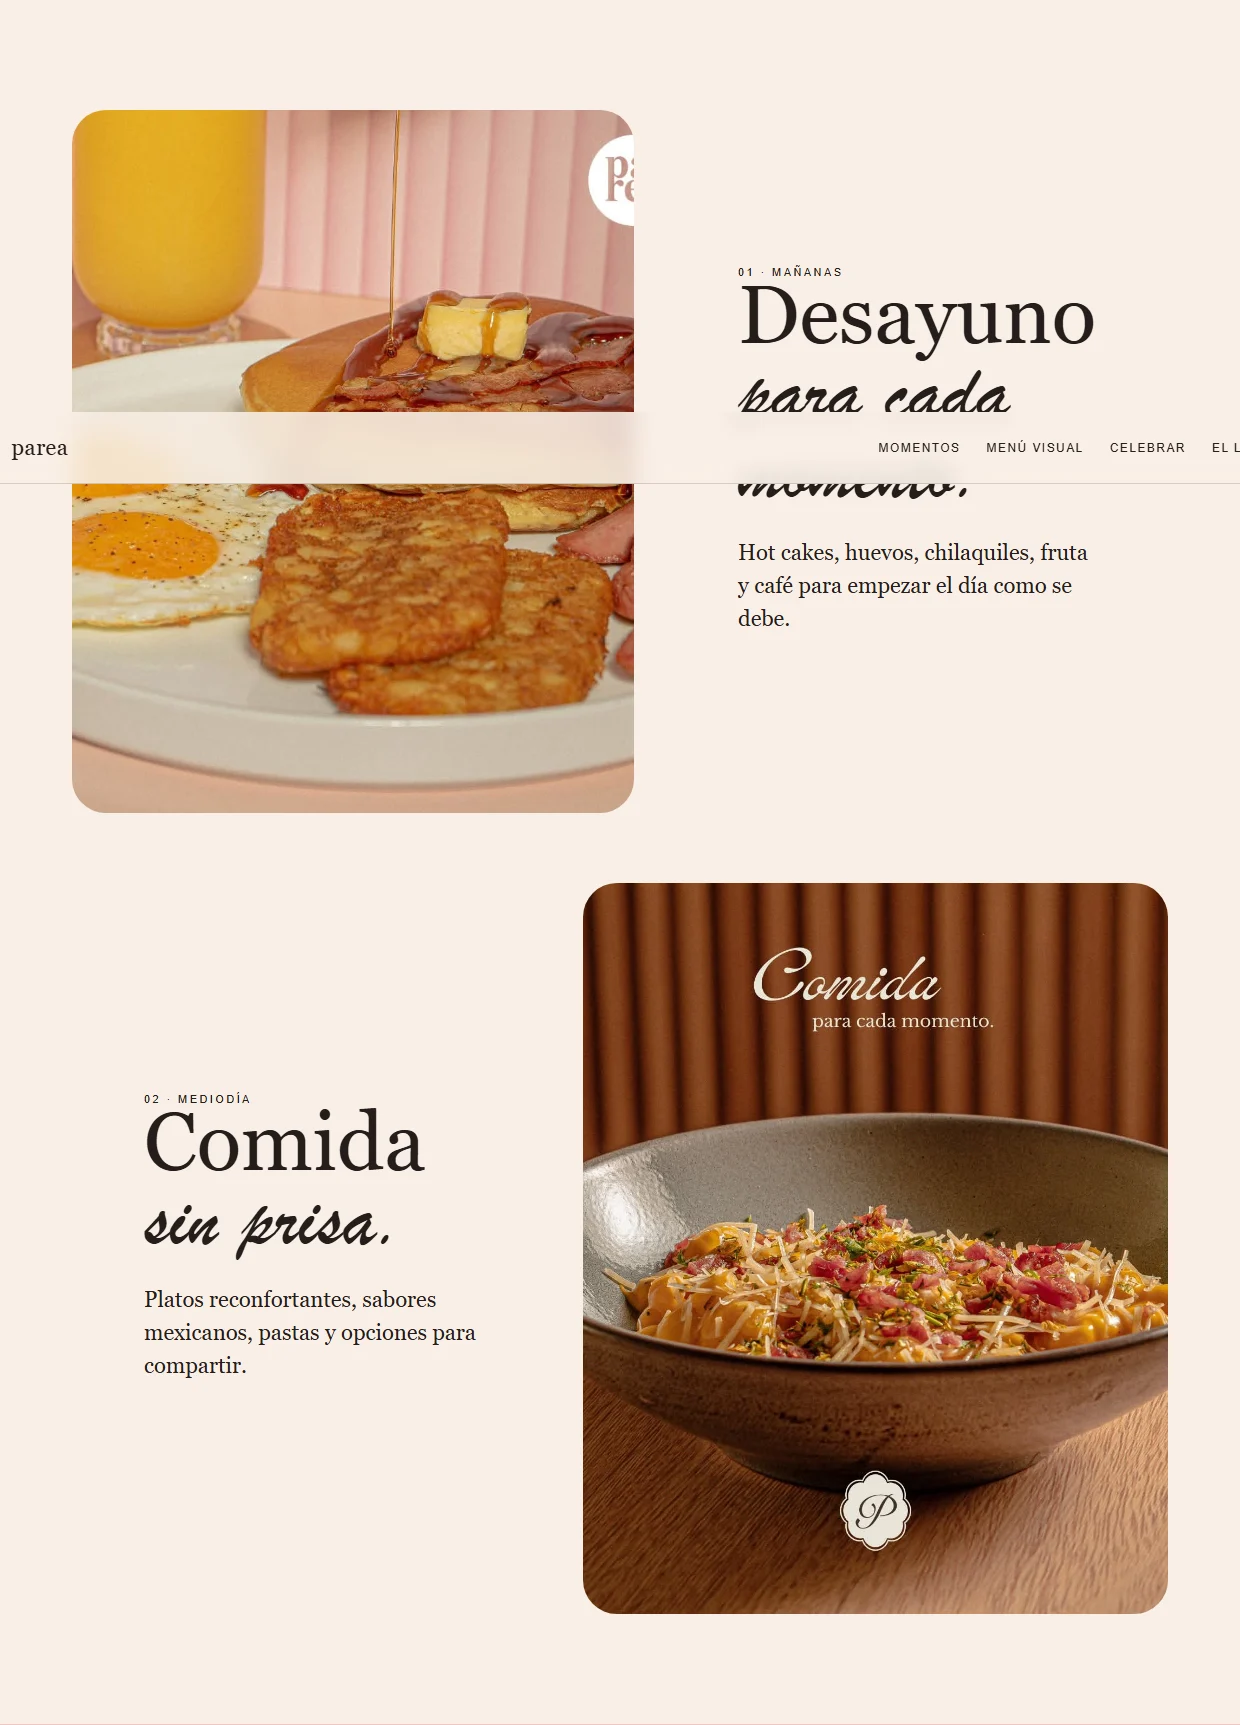 01 · MAÑANAS
Desayuno
para cada
parea
MOMENTOS MENÚ VISUAL CELEBRAR
momento.
Hot cakes, huevos, chilaquiles, fruta
y café para empezar el día como se
debe.
Comida
para cada momento.
02 · MEDIODÍA
Comida
sin prisa.
Platos reconfortantes, sabores
mexicanos, pastas y opciones para
compartir.
P